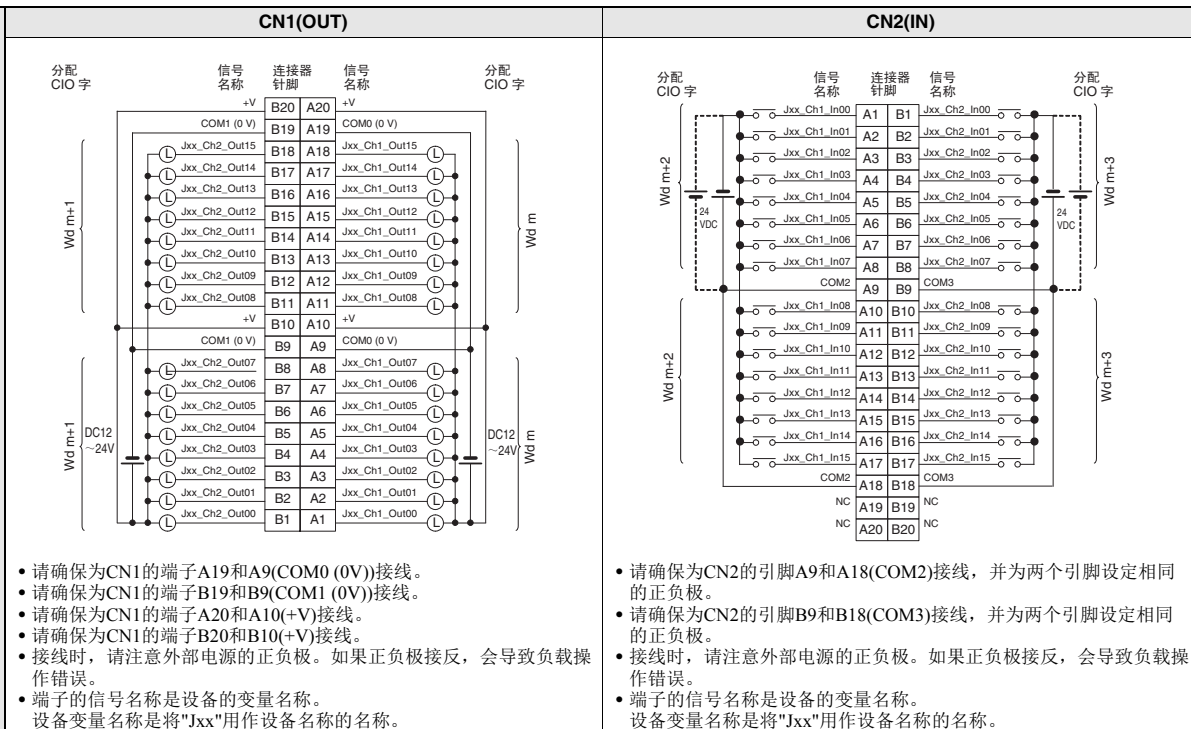 CN1(OUT)
分配 CIO 字 信号名称 连接器针脚 信号名称 分配 CIO 字
+V B20 A20 +V
COM1 (0 V) B19 A19 COM0 (0 V)
L Jxx_Ch2_Out15 B18 A18 Jxx_Ch1_Out15 L
L Jxx_Ch2_Out14 B17 A17 Jxx_Ch1_Out14 L
L Jxx_Ch2_Out13 B16 A16 Jxx_Ch1_Out13 L
L Jxx_Ch2_Out12 B15 A15 Jxx_Ch1_Out12 L
Wd m+1 L Jxx_Ch2_Out11 B14 A14 Jxx_Ch1_Out11 L Wd m
L Jxx_Ch2_Out10 B13 A13 Jxx_Ch1_Out10 L
L Jxx_Ch2_Out09 B12 A12 Jxx_Ch1_Out09 L
L Jxx_Ch2_Out08 B11 A11 Jxx_Ch1_Out08 L
+V B10 A10 +V
COM1 (0 V) B9 A9 COM0 (0 V)
L Jxx_Ch2_Out07 B8 A8 Jxx_Ch1_Out07 L
L Jxx_Ch2_Out06 B7 A7 Jxx_Ch1_Out06 L
L Jxx_Ch2_Out05 B6 A6 Jxx_Ch1_Out05 L
Wd m+1 DC12～24V L Jxx_Ch2_Out04 B5 A5 Jxx_Ch1_Out04 L DC12～24V Wd m
L Jxx_Ch2_Out03 B4 A4 Jxx_Ch1_Out03 L
L Jxx_Ch2_Out02 B3 A3 Jxx_Ch1_Out02 L
L Jxx_Ch2_Out01 B2 A2 Jxx_Ch1_Out01 L
L Jxx_Ch2_Out00 B1 A1 Jxx_Ch1_Out00 L
• 请确保为CN1的端子A19和A9(COM0 (0V))接线。
• 请确保为CN1的端子B19和B9(COM1 (0V))接线。
• 请确保为CN1的端子A20和A10(+V)接线。
• 请确保为CN1的端子B20和B10(+V)接线。
• 接线时，请注意外部电源的正负极。如果正负极接反，会导致负载操
作错误。
• 端子的信号名称是设备的变量名称。
设备变量名称是将"Jxx"用作设备名称的名称。
CN2(IN)
分配 CIO 字 信号名称 连接器针脚 信号名称 分配 CIO 字
Jxx_Ch1_In00 A1 B1 Jxx_Ch2_In00
Jxx_Ch1_In01 A2 B2 Jxx_Ch2_In01
Jxx_Ch1_In02 A3 B3 Jxx_Ch2_In02
Wd m+2 Jxx_Ch1_In03 A4 B4 Jxx_Ch2_In03 Wd m+3
Jxx_Ch1_In04 A5 B5 Jxx_Ch2_In04
24 VDC Jxx_Ch1_In05 A6 B6 Jxx_Ch2_In05 24 VDC
Jxx_Ch1_In06 A7 B7 Jxx_Ch2_In06
Jxx_Ch1_In07 A8 B8 Jxx_Ch2_In07
COM2 A9 B9 COM3
Jxx_Ch1_In08 A10 B10 Jxx_Ch2_In08
Jxx_Ch1_In09 A11 B11 Jxx_Ch2_In09
Jxx_Ch1_In10 A12 B12 Jxx_Ch2_In10
Wd m+2 Jxx_Ch1_In11 A13 B13 Jxx_Ch2_In11 Wd m+3
Jxx_Ch1_In12 A14 B14 Jxx_Ch2_In12
Jxx_Ch1_In13 A15 B15 Jxx_Ch2_In13
Jxx_Ch1_In14 A16 B16 Jxx_Ch2_In14
Jxx_Ch1_In15 A17 B17 Jxx_Ch2_In15
COM2 A18 B18 COM3
NC A19 B19 NC
NC A20 B20 NC
• 请确保为CN2的引脚A9和A18(COM2)接线，并为两个引脚设定相同
的正负极。
• 请确保为CN2的引脚B9和B18(COM3)接线，并为两个引脚设定相同
的正负极。
• 接线时，请注意外部电源的正负极。如果正负极接反，会导致负载操
作错误。
• 端子的信号名称是设备的变量名称。
设备变量名称是将"Jxx"用作设备名称的名称。